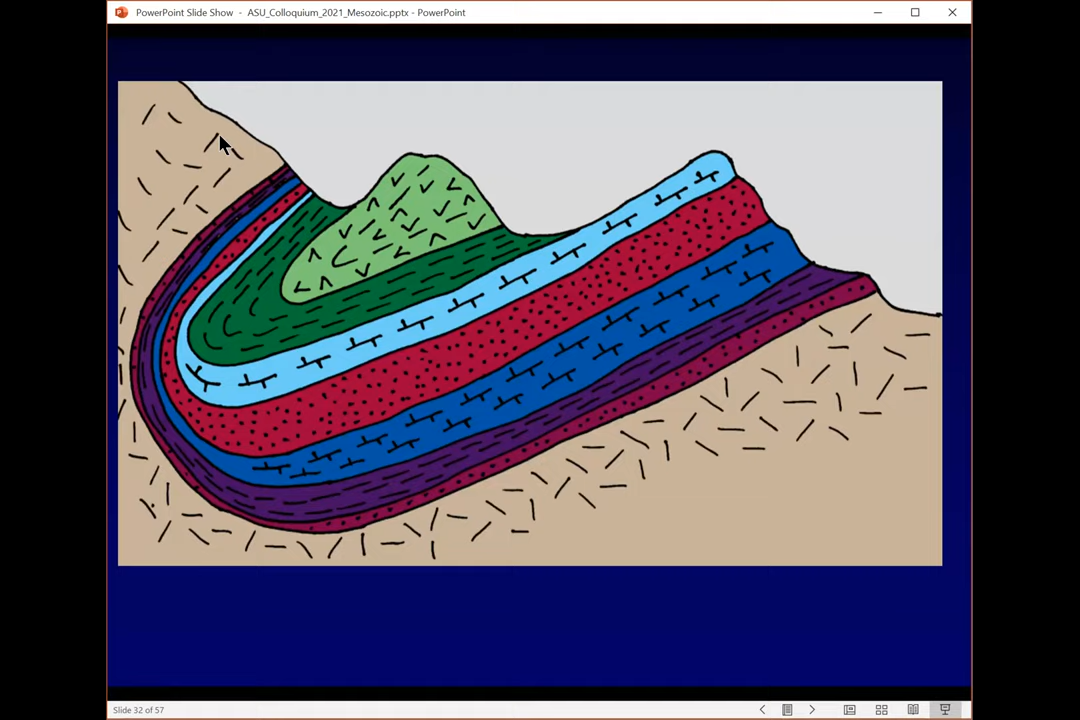 PowerPoint Slide Show - ASU_Colloquium_2021_Mesozoic.pptx - PowerPoint
Slide 32 of 57